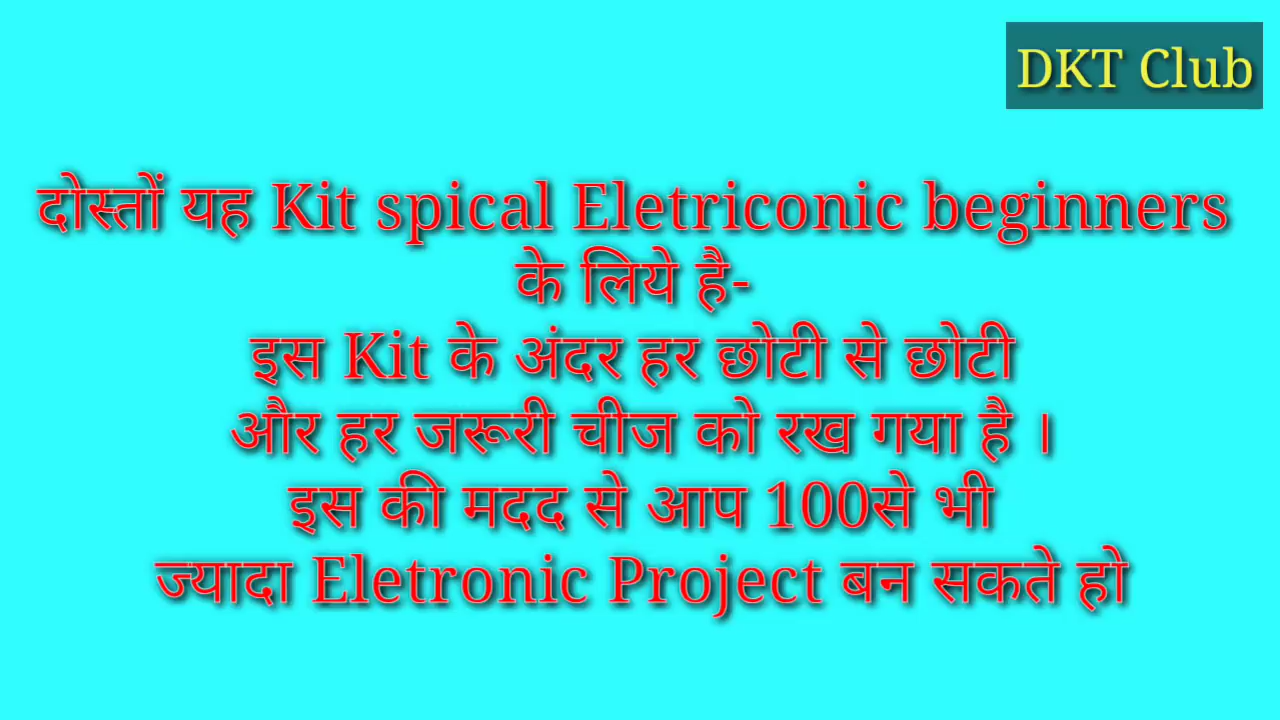 DKT Club
दोस्तों यह Kit spical Eletriconic beginners
के लिये है-
इस Kit के अंदर हर छोटी से छोटी
और हर जरूरी चीज को रख गया है ।
इस की मदद से आप 100से भी
ज्यादा Eletronic Project बन सकते हो